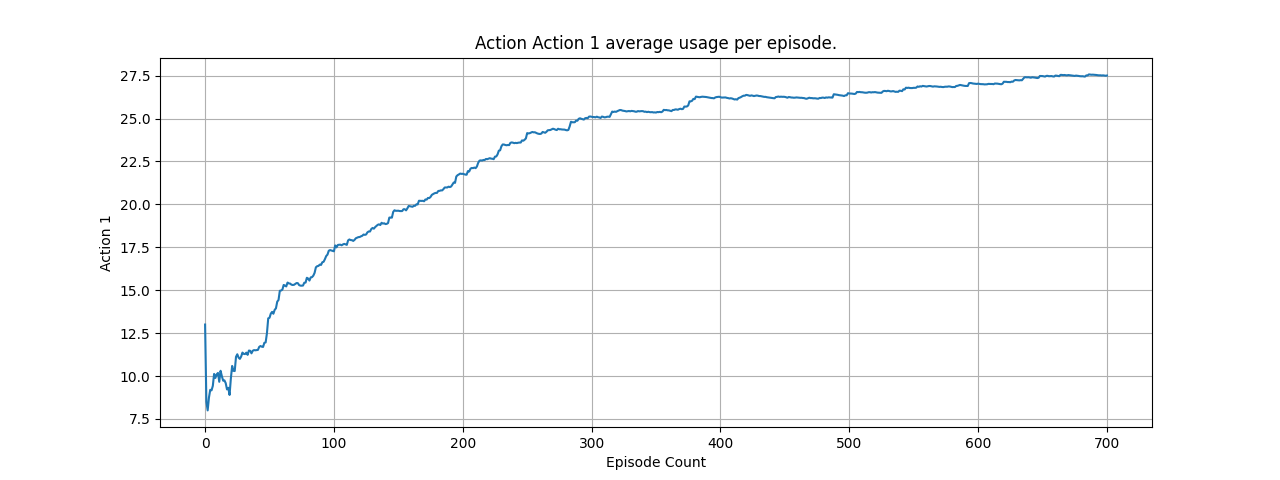 Action Action 1 average usage per episode.
27.5
25.0
22.5
20.0
17.5
15.0
12.5
10.0
7.5
Action 1
0 100 200 300 400 500 600 700
Episode Count